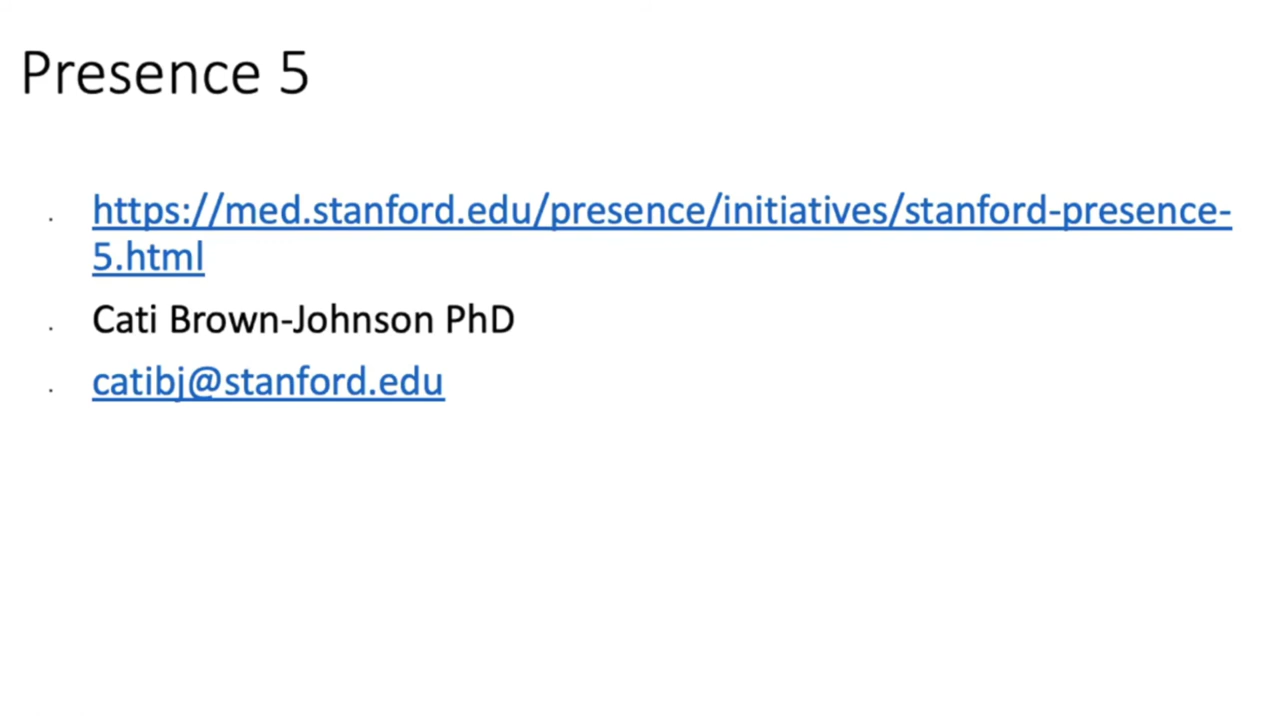 Presence 5
https://med.stanford.edu/presence/initiatives/stanford-presence-
5.html
Cati Brown-Johnson PhD
catibj@stanford.edu